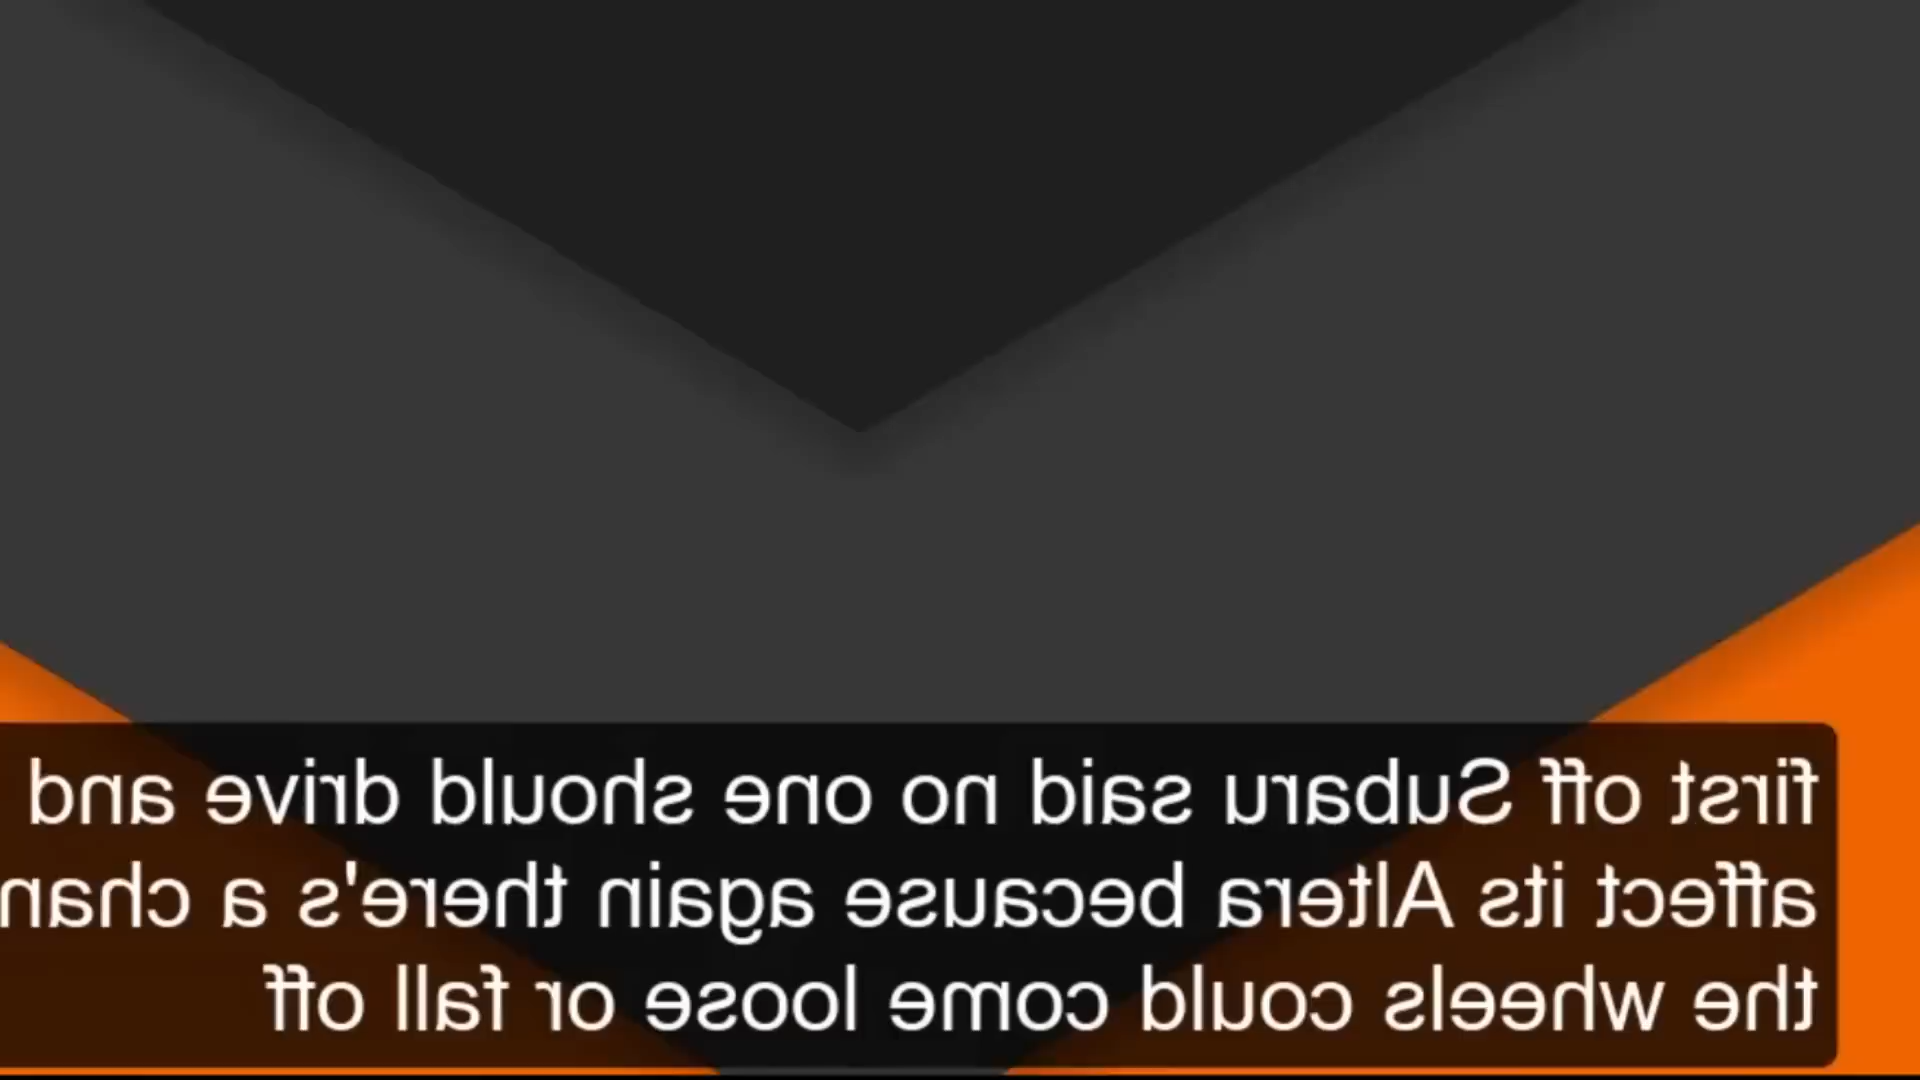 first off Subaru said no one should drive and
affect its Altera because again there's a chan
the wheels could come loose or fall off